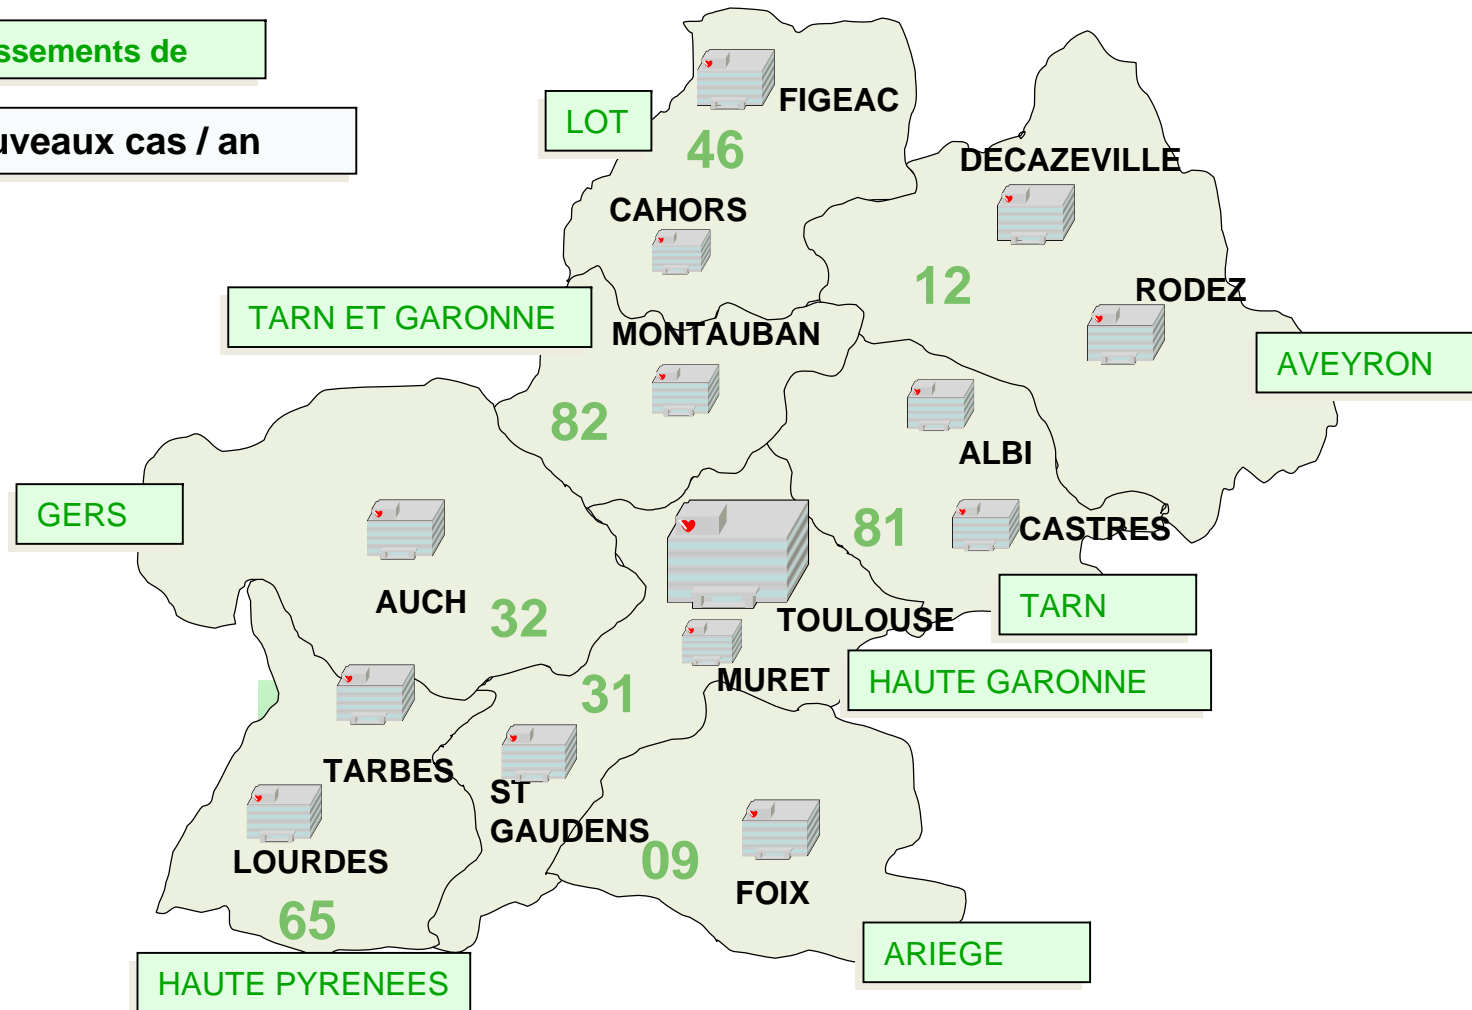 ssements de
uveaux cas / an
FIGEAC
LOT
46
DECAZEVILLE
CAHORS
12
RODEZ
TARN ET GARONNE
MONTAUBAN
AVEYRON
82
ALBI
GERS
81
CASTRES
AUCH
32
TOULOUSE
TARN
MURET
HAUTE GARONNE
31
TARBES
ST
GAUDENS
LOURDES
09
FOIX
65
ARIEGE
HAUTE PYRENEES